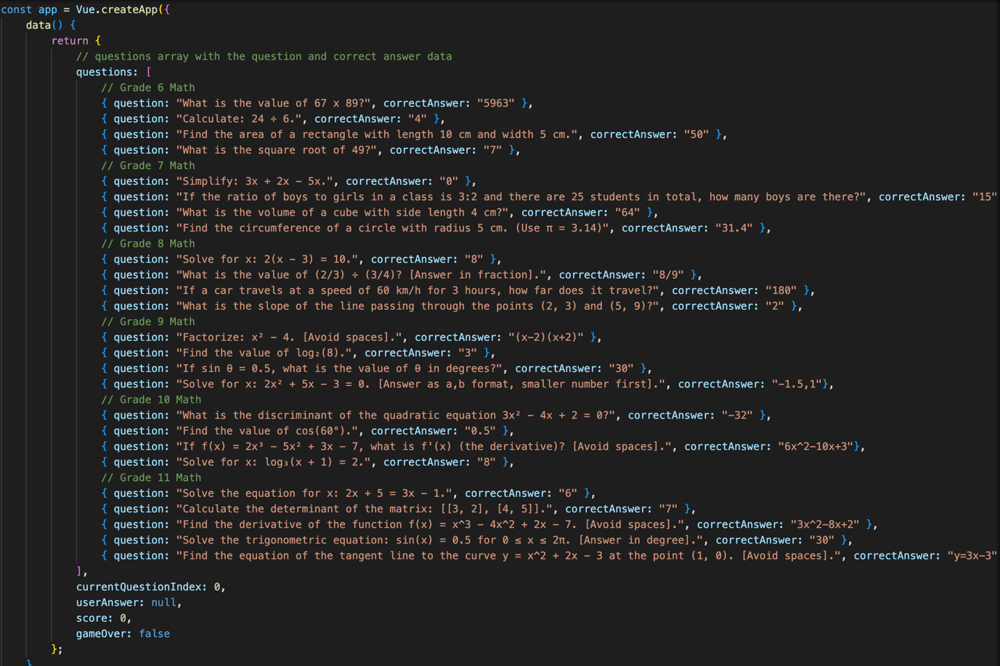 const app = Vue.createApp({
data() {
return {
// questions array with the question and correct answer data
questions: [
// Grade 6 Math
{ question: "What is the value of 67 x 89?", correctAnswer: "5963" },
{ question: "Calculate: 24 ÷ 6.", correctAnswer: "4" },
{ question: "Find the area of a rectangle with length 10 cm and width 5 cm.", correctAnswer: "50" },
{ question: "What is the square root of 49?", correctAnswer: "7" },
// Grade 7 Math
{ question: "Simplify: 3x + 2x − 5x.", correctAnswer: "0" },
{ question: "If the ratio of boys to girls in a class is 3:2 and there are 25 students in total, how many boys are there?", correctAnswer: "15"
{ question: "What is the volume of a cube with side length 4 cm?", correctAnswer: "64" },
{ question: "Find the circumference of a circle with radius 5 cm. (Use π = 3.14)", correctAnswer: "31.4" },
// Grade 8 Math
{ question: "Solve for x: 2(x − 3) = 10.", correctAnswer: "8" },
{ question: "What is the value of (2/3) ÷ (3/4)? [Answer in fraction].", correctAnswer: "8/9" },
{ question: "If a car travels at a speed of 60 km/h for 3 hours, how far does it travel?", correctAnswer: "180" },
{ question: "What is the slope of the line passing through the points (2, 3) and (5, 9)?", correctAnswer: "2" },
// Grade 9 Math
{ question: "Factorize: x² − 4. [Avoid spaces].", correctAnswer: "(x−2)(x+2)" },
{ question: "Find the value of log₂(8).", correctAnswer: "3" },
{ question: "If sin θ = 0.5, what is the value of θ in degrees?", correctAnswer: "30" },
{ question: "Solve for x: 2x² + 5x − 3 = 0. [Answer as a,b format, smaller number first].", correctAnswer: "−1.5,1"},
// Grade 10 Math
{ question: "What is the discriminant of the quadratic equation 3x² − 4x + 2 = 0?", correctAnswer: "−32" },
{ question: "Find the value of cos(60°).", correctAnswer: "0.5" },
{ question: "If f(x) = 2x³ − 5x² + 3x − 7, what is f'(x) (the derivative)? [Avoid spaces].", correctAnswer: "6x^2−10x+3"},
{ question: "Solve for x: log₃(x + 1) = 2.", correctAnswer: "8" },
// Grade 11 Math
{ question: "Solve the equation for x: 2x + 5 = 3x − 1.", correctAnswer: "6" },
{ question: "Calculate the determinant of the matrix: [[3, 2], [4, 5]].", correctAnswer: "7" },
{ question: "Find the derivative of the function f(x) = x^3 − 4x^2 + 2x − 7. [Avoid spaces].", correctAnswer: "3x^2−8x+2" },
{ question: "Solve the trigonometric equation: sin(x) = 0.5 for 0 ≤ x ≤ 2π. [Answer in degree].", correctAnswer: "30" },
{ question: "Find the equation of the tangent line to the curve y = x^2 + 2x − 3 at the point (1, 0). [Avoid spaces].", correctAnswer: "y=3x−3"
],
currentQuestionIndex: 0,
userAnswer: null,
score: 0,
gameOver: false
};
}